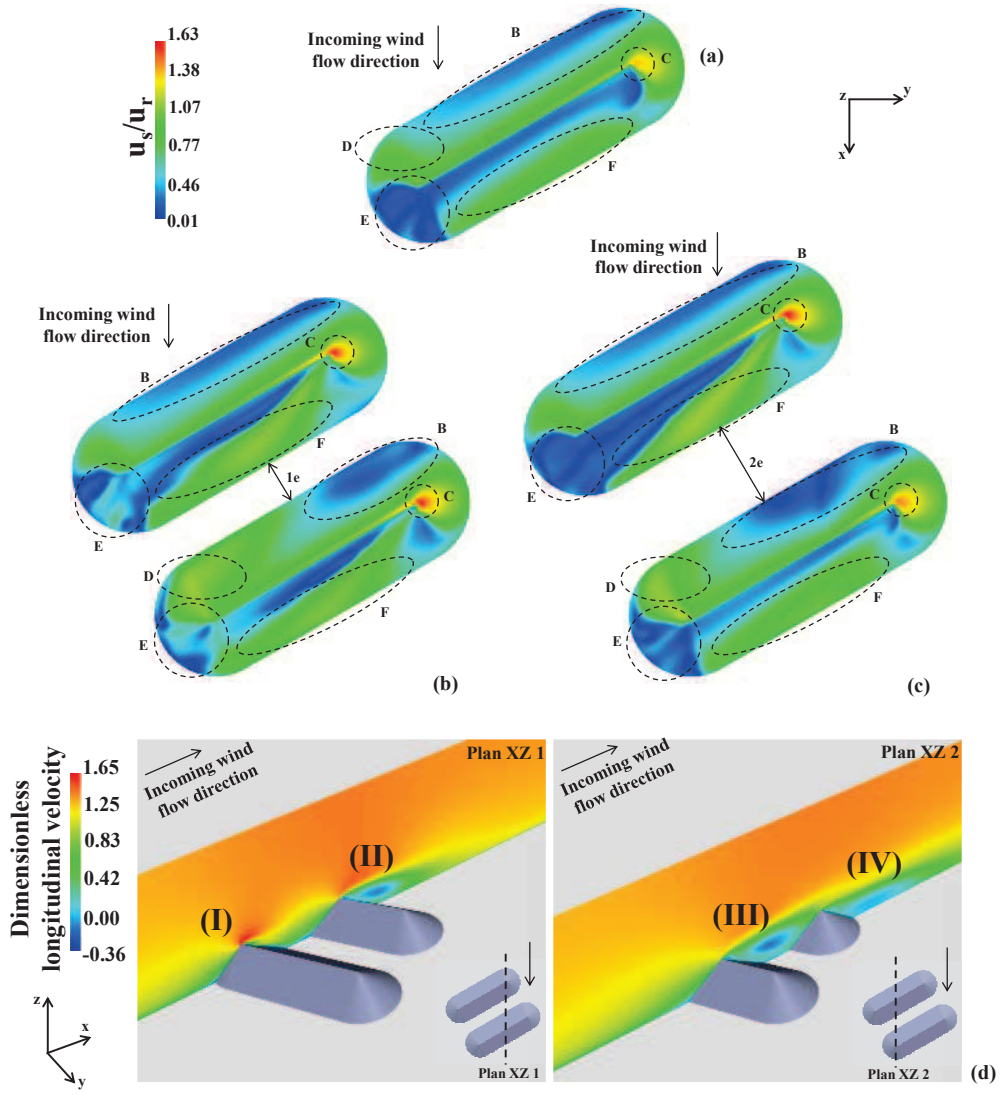 Incoming wind
flow direction
B
C
(a)
1.63
1.38
1.07
0.77
0.46
0.01
u_s/u_r
D
E
F
z
y
x
Incoming wind
flow direction
B
C
F
E
1e
B
C
D
E
F
(b)
Incoming wind
flow direction
B
C
F
E
2e
B
C
D
E
F
(c)
Dimensionless
longitudinal velocity
1.65
1.25
0.83
0.42
0.00
-0.36
z
x
y
Incoming wind
flow direction
Plan XZ 1
(I)
(II)
Plan XZ 1
Incoming wind
flow direction
Plan XZ 2
(III)
(IV)
Plan XZ 2
(d)